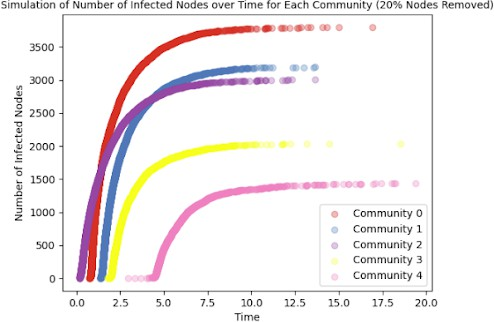 Simulation of Number of Infected Nodes over Time for Each Community (20% Nodes Removed)
Number of Infected Nodes
3500
3000
2500
2000
1500
1000
500
0
Community 0
Community 1
Community 2
Community 3
Community 4
0.0 2.5 5.0 7.5 10.0 12.5 15.0 17.5 20.0
Time